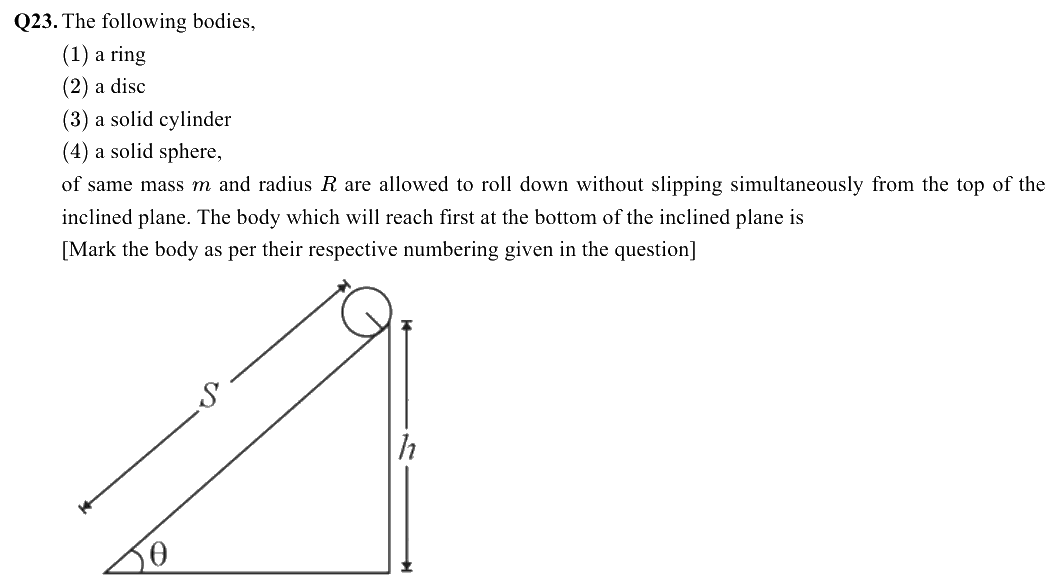 Q23. The following bodies,
(1) a ring
(2) a disc
(3) a solid cylinder
(4) a solid sphere,
of same mass m and radius R are allowed to roll down without slipping simultaneously from the top of the
inclined plane. The body which will reach first at the bottom of the inclined plane is
[Mark the body as per their respective numbering given in the question]
S
h
θ